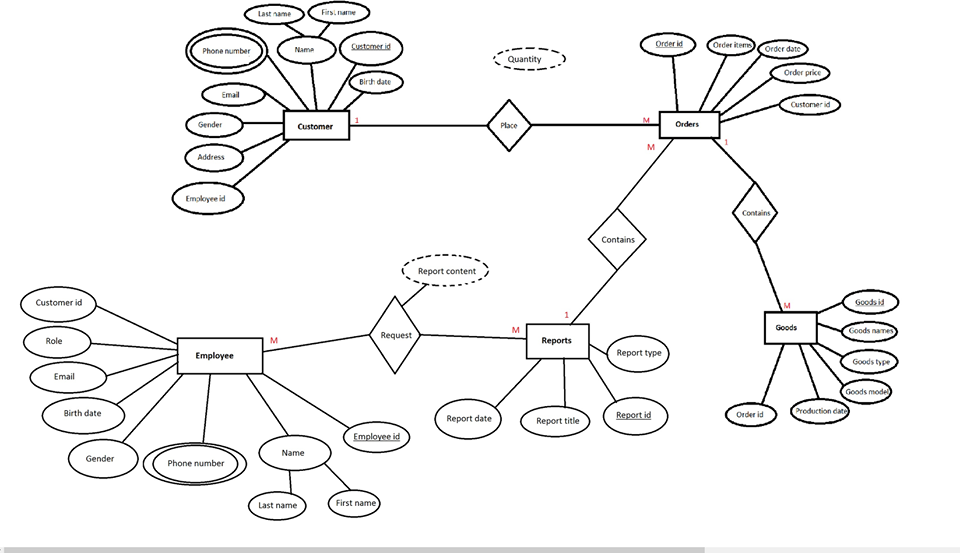 Last name
First name
Phone number
Name
Customer id
Birth date
Email
Gender
Address
Employee id
Customer
1
Place
Quantity
M
Orders
Order id
Order items
Order date
Order price
Customer id
M
1
Contains
Contains
Report content
Request
Customer id
Role
Email
Birth date
Gender
Phone number
Name
Last name
First name
Employee id
Employee
M
M
Reports
1
Report type
Report date
Report title
Report id
M
Goods
Goods id
Goods names
Goods type
Goods model
Production date
Order id